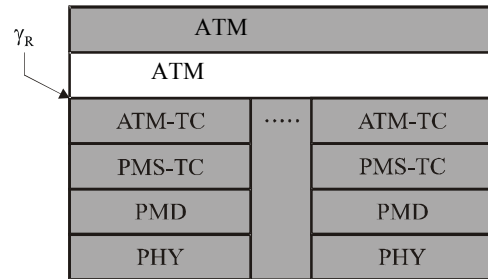 ATM
γR
ATM
ATM-TC ..... ATM-TC
PMS-TC PMS-TC
PMD PMD
PHY PHY